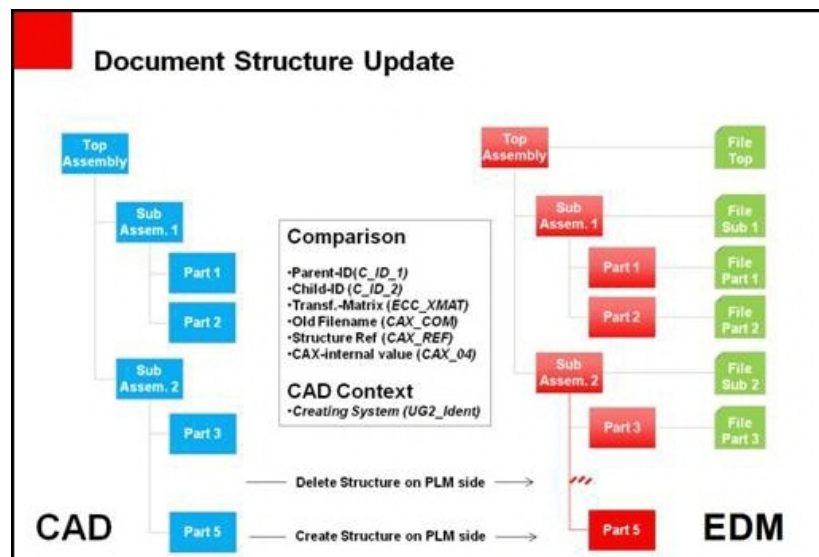 Document Structure Update
Top
Assembly
Sub
Assem. 1
Part 1
Part 2
Sub
Assem. 2
Part 3
Part 5
CAD
Comparison
•Parent-ID(C_ID_1)
•Child-ID (C_ID_2)
•Transf.-Matrix (ECC_XMAT)
•Old Filename (CAX_COM)
•Structure Ref (CAX_REF)
•CAX-internal value (CAX_04)
CAD Context
•Creating System (UG2_Ident)
Delete Structure on PLM side
Create Structure on PLM side
Top
Assembly
Sub
Assem. 1
Part 1
Part 2
Sub
Assem. 2
Part 3
Part 5
File
Top
File
Sub 1
File
Part 1
File
Part 2
File
Sub 2
File
Part 3
EDM